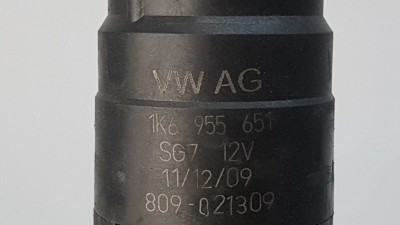 VW AG
1K6 955 651
SG7 12V
11/12/09
809-021309